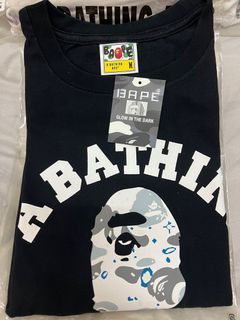 A BATHING A
BAPE
A BATHING
APE
M
BAPE
GLOW IN THE DARK
A BATHIN